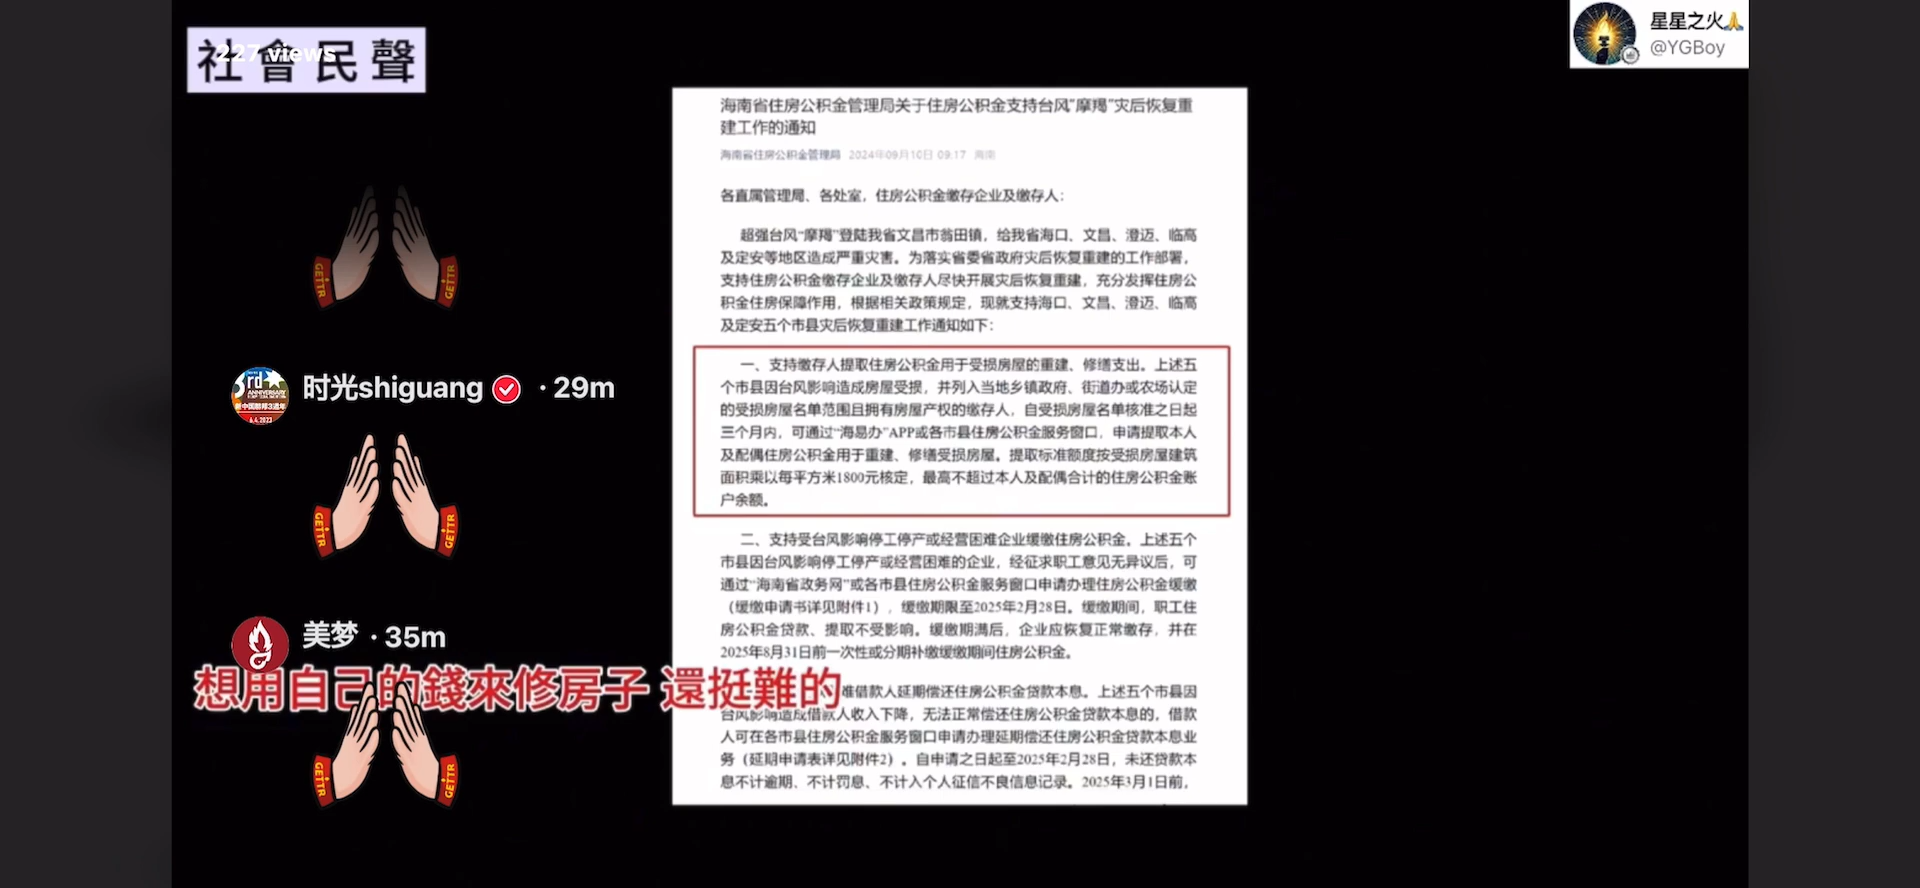 社會民聲
227 views
星星之火🙏
@YGBoy
海南省住房公积金管理局关于住房公积金支持台风“摩羯”灾后恢复重
建工作的通知
海南省住房公积金管理局 2024年09月10日 09:17 海南
各直属管理局、各处室，住房公积金缴存企业及缴存人：
超强台风“摩羯”登陆我省文昌市翁田镇，给我省海口、文昌、澄迈、临高
及定安等地区造成严重灾害。为落实省委省政府灾后恢复重建的工作部署，
支持住房公积金缴存企业及缴存人尽快开展灾后恢复重建，充分发挥住房公
积金住房保障作用，根据相关政策规定，现就支持海口、文昌、澄迈、临高
及定安五个市县灾后恢复重建工作通知如下：
一、支持缴存人提取住房公积金用于受损房屋的重建、修缮支出。上述五
个市县因台风影响造成房屋受损，并列入当地乡镇政府、街道办或农场认定
的受损房屋名单范围且拥有房屋产权的缴存人，自受损房屋名单核准之日起
三个月内，可通过“海易办”APP或各市县住房公积金服务窗口，申请提取本人
及配偶住房公积金用于重建、修缮受损房屋。提取标准额度按受损房屋建筑
面积乘以每平方米1800元核定，最高不超过本人及配偶合计的住房公积金账
户余额。
二、支持受台风影响停工停产或经营困难企业缓缴住房公积金。上述五个
市县因台风影响停工停产或经营困难的企业，经征求职工意见无异议后，可
通过“海南省政务网”或各市县住房公积金服务窗口申请办理住房公积金缓缴
（缓缴申请书详见附件1），缓缴期限至2025年2月28日。缓缴期间，职工住
房公积金贷款、提取不受影响。缓缴期满后，企业应恢复正常缴存，并在
2025年8月31日前一次性或分期补缴缓缴期间住房公积金。
难借款人延期偿还住房公积金贷款本息。上述五个市县因
台风影响造成借款人收入下降，无法正常偿还住房公积金贷款本息的，借款
人可在各市县住房公积金服务窗口申请办理延期偿还住房公积金贷款本息业
务（延期申请表详见附件2）。自申请之日起至2025年2月28日，未还贷款本
息不计逾期、不计罚息、不计入个人征信不良信息记录。2025年3月1日前，
GETTR GETTR
3rd ANNIVERSARY
时光shiguang · 29m
GETTR GETTR
美梦 · 35m
想用自己的錢來修房子 還挺難的
GETTR GETTR